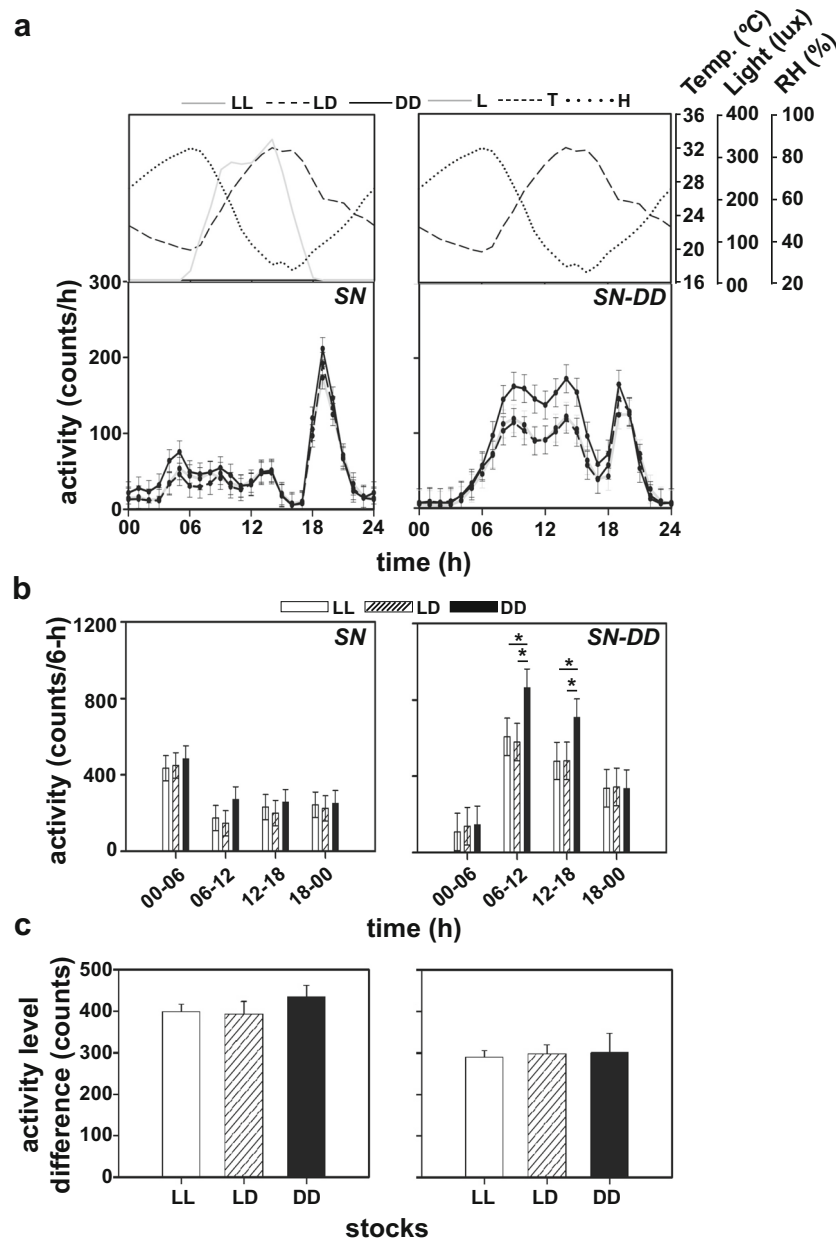 a
LL LD DD L T H
Temp. (ºC)
Light (lux)
RH (%)
36 400 100
32 300 80
28 200 60
24 100 40
20 00 20
16
SN
SN-DD
activity (counts/h)
300
200
100
0
00 06 12 18 24
00 06 12 18 24
time (h)
b
LL LD DD
SN
SN-DD
* * * *
activity (counts/6-h)
1200
800
400
0
00-06 06-12 12-18 18-00
00-06 06-12 12-18 18-00
time (h)
c
activity level
difference (counts)
500
400
300
200
100
0
LL LD DD
LL LD DD
stocks